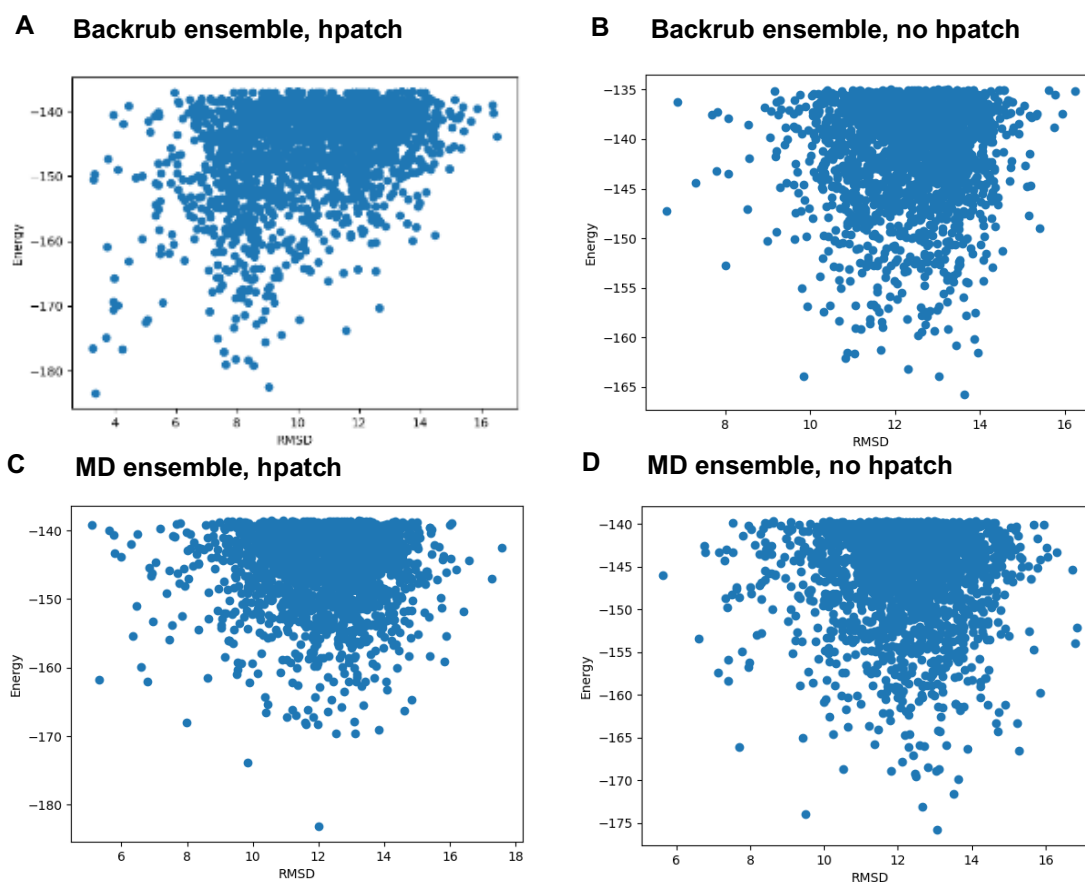 A Backrub ensemble, hpatch
−140
−150
−160
−170
−180
Energy
4 6 8 10 12 14 16
RMSD
B Backrub ensemble, no hpatch
−135
−140
−145
−150
−155
−160
−165
Energy
8 10 12 14 16
RMSD
C MD ensemble, hpatch
−140
−150
−160
−170
−180
Energy
6 8 10 12 14 16 18
RMSD
D MD ensemble, no hpatch
−140
−145
−150
−155
−160
−165
−170
−175
Energy
6 8 10 12 14 16
RMSD